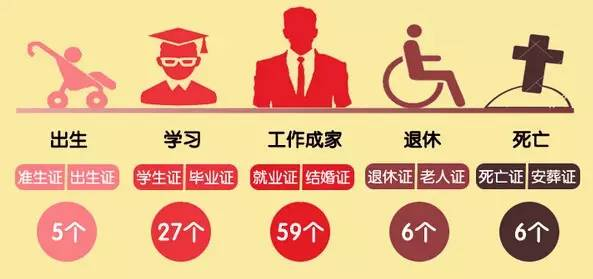 出生 学习 工作成家 退休 死亡
准生证 出生证 学生证 毕业证 就业证 结婚证 退休证 老人证 死亡证 安葬证
5个 27个 59个 6个 6个